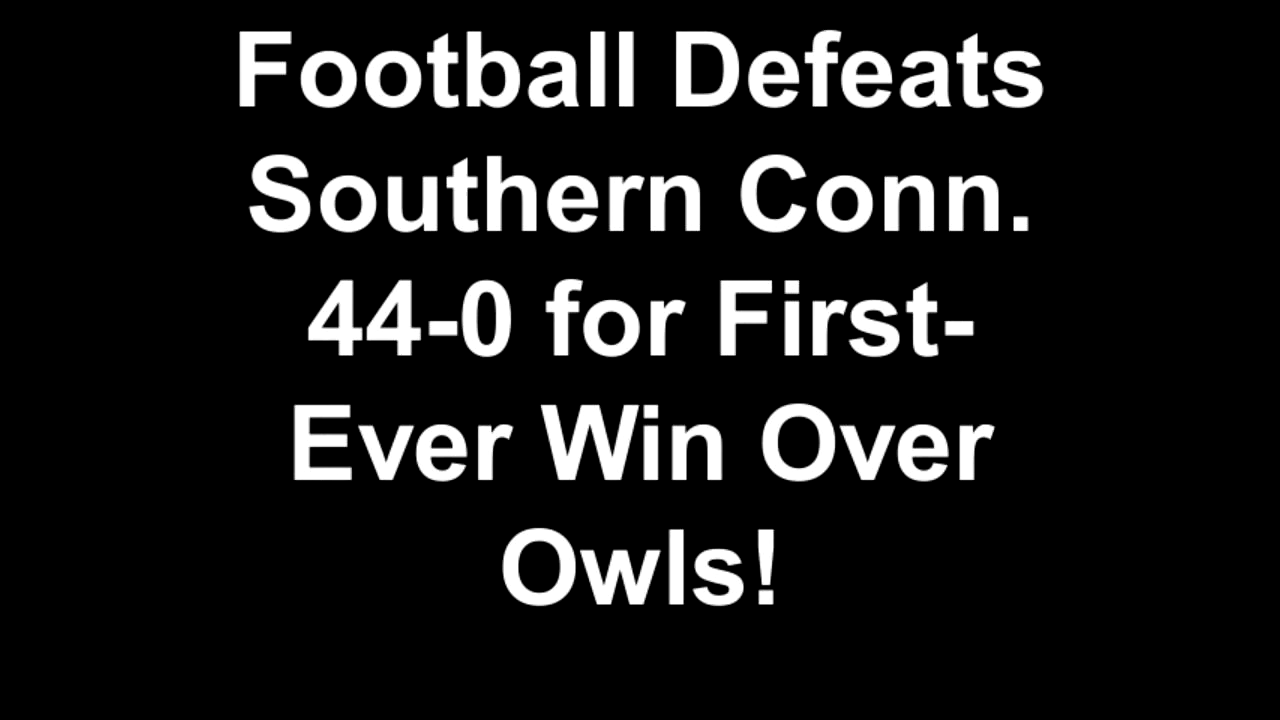 Football Defeats
Southern Conn.
44-0 for First-
Ever Win Over
Owls!